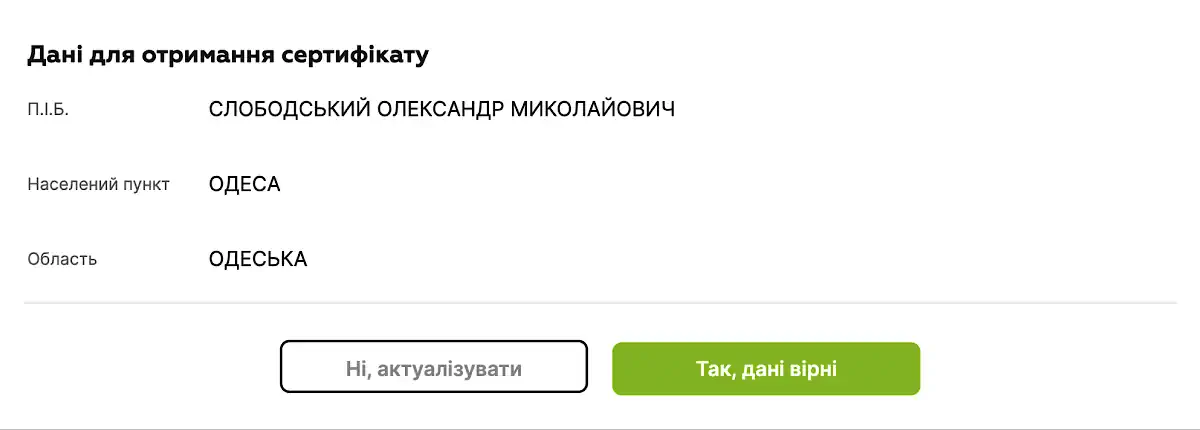 Дані для отримання сертифікату
П.І.Б. СЛОБОДСЬКИЙ ОЛЕКСАНДР МИКОЛАЙОВИЧ
Населений пункт ОДЕСА
Область ОДЕСЬКА
Ні, актуалізувати Так, дані вірні